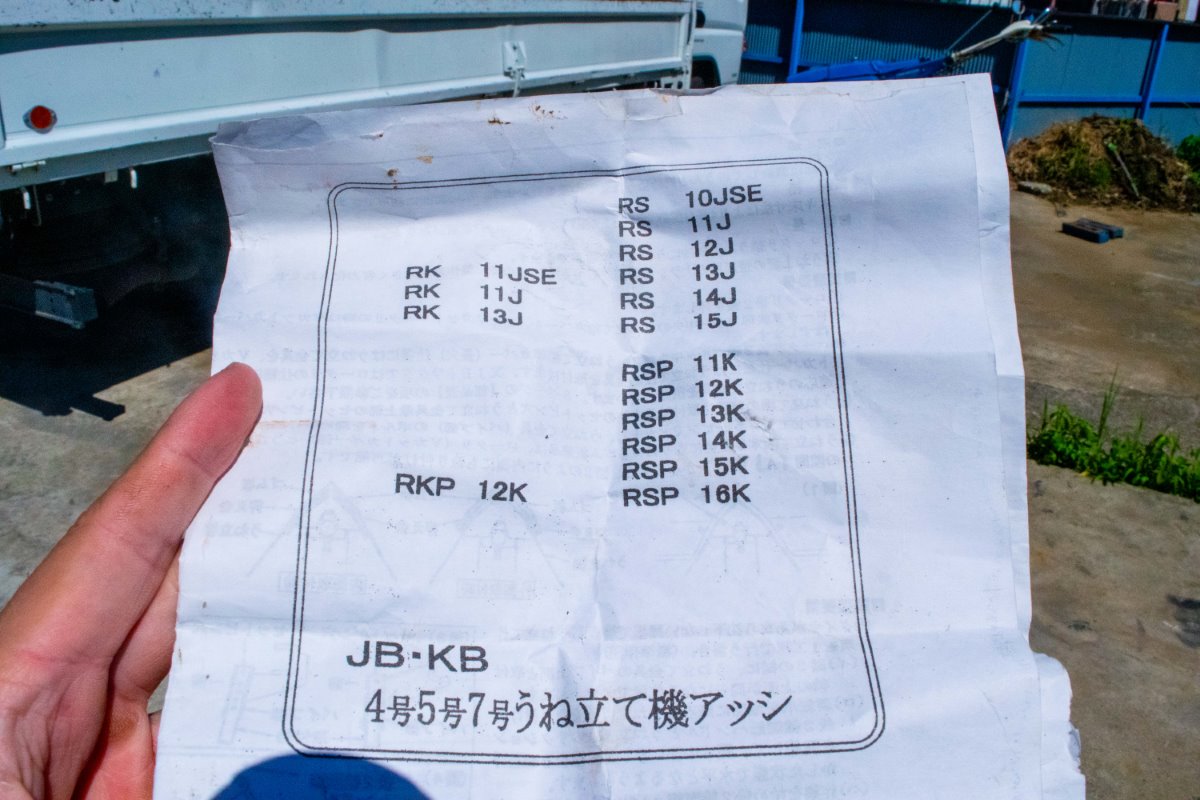 RK 11JSE
RK 11J
RK 13J
RKP 12K
RS 10JSE
RS 11J
RS 12J
RS 13J
RS 14J
RS 15J
RSP 11K
RSP 12K
RSP 13K
RSP 14K
RSP 15K
RSP 16K
JB・KB
4号5号7号うね立て機アッシ